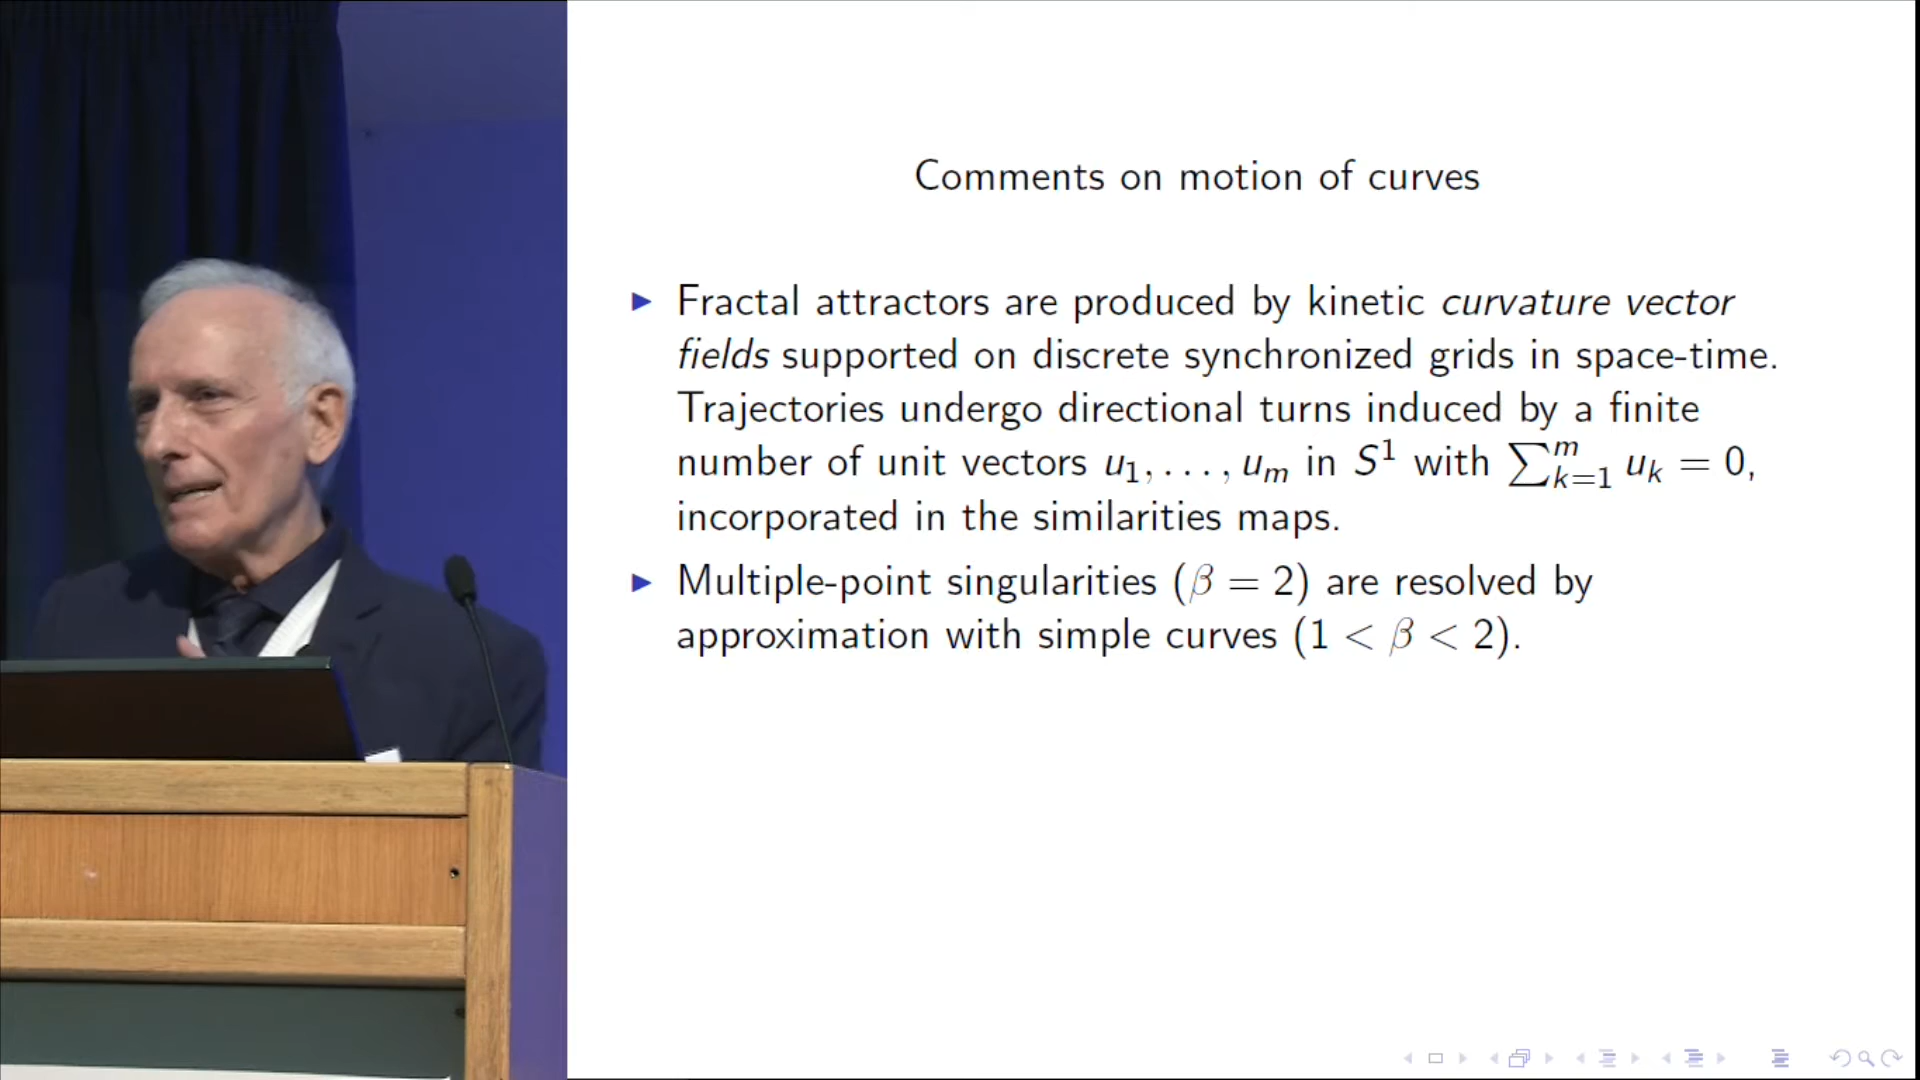 Comments on motion of curves
▶ Fractal attractors are produced by kinetic curvature vector
fields supported on discrete synchronized grids in space-time.
Trajectories undergo directional turns induced by a finite
number of unit vectors u₁, . . . , uₘ in S¹ with ∑ᵐₖ₌₁ uₖ = 0,
incorporated in the similarities maps.
▶ Multiple-point singularities (β = 2) are resolved by
approximation with simple curves (1 < β < 2).